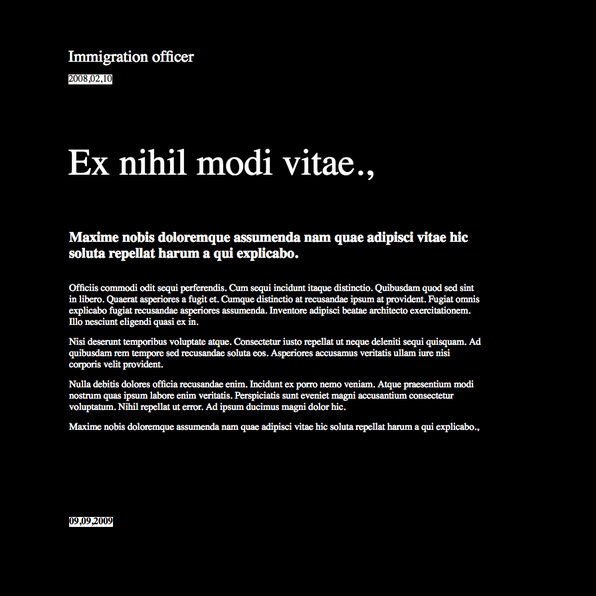 Immigration officer
2008,02,10
Ex nihil modi vitae.,
Maxime nobis doloremque assumenda nam quae adipisci vitae hic
soluta repellat harum a qui explicabo.
Officiis commodi odit sequi perferendis. Cum sequi incidunt itaque distinctio. Quibusdam quod sed sint
in libero. Quaerat asperiores a fugit et. Cumque distinctio at recusandae ipsum at provident. Fugiat omnis
explicabo fugiat recusandae asperiores assumenda. Inventore adipisci beatae architecto exercitationem.
Illo nesciunt eligendi quasi ex in.
Nisi deserunt temporibus voluptate atque. Consectetur iusto repellat ut neque deleniti sequi quisquam. Ad
quibusdam rem tempore sed recusandae soluta eos. Asperiores accusamus veritatis ullam iure nisi
corporis velit provident.
Nulla debitis dolores officia recusandae enim. Incidunt ex porro nemo veniam. Atque praesentium modi
nostrum quas ipsum labore enim veritatis. Perspiciatis sunt eveniet magni accusantium consectetur
voluptatum. Nihil repellat ut error. Ad ipsum ducimus magni dolor hic.
Maxime nobis doloremque assumenda nam quae adipisci vitae hic soluta repellat harum a qui explicabo.,
09,09,2009